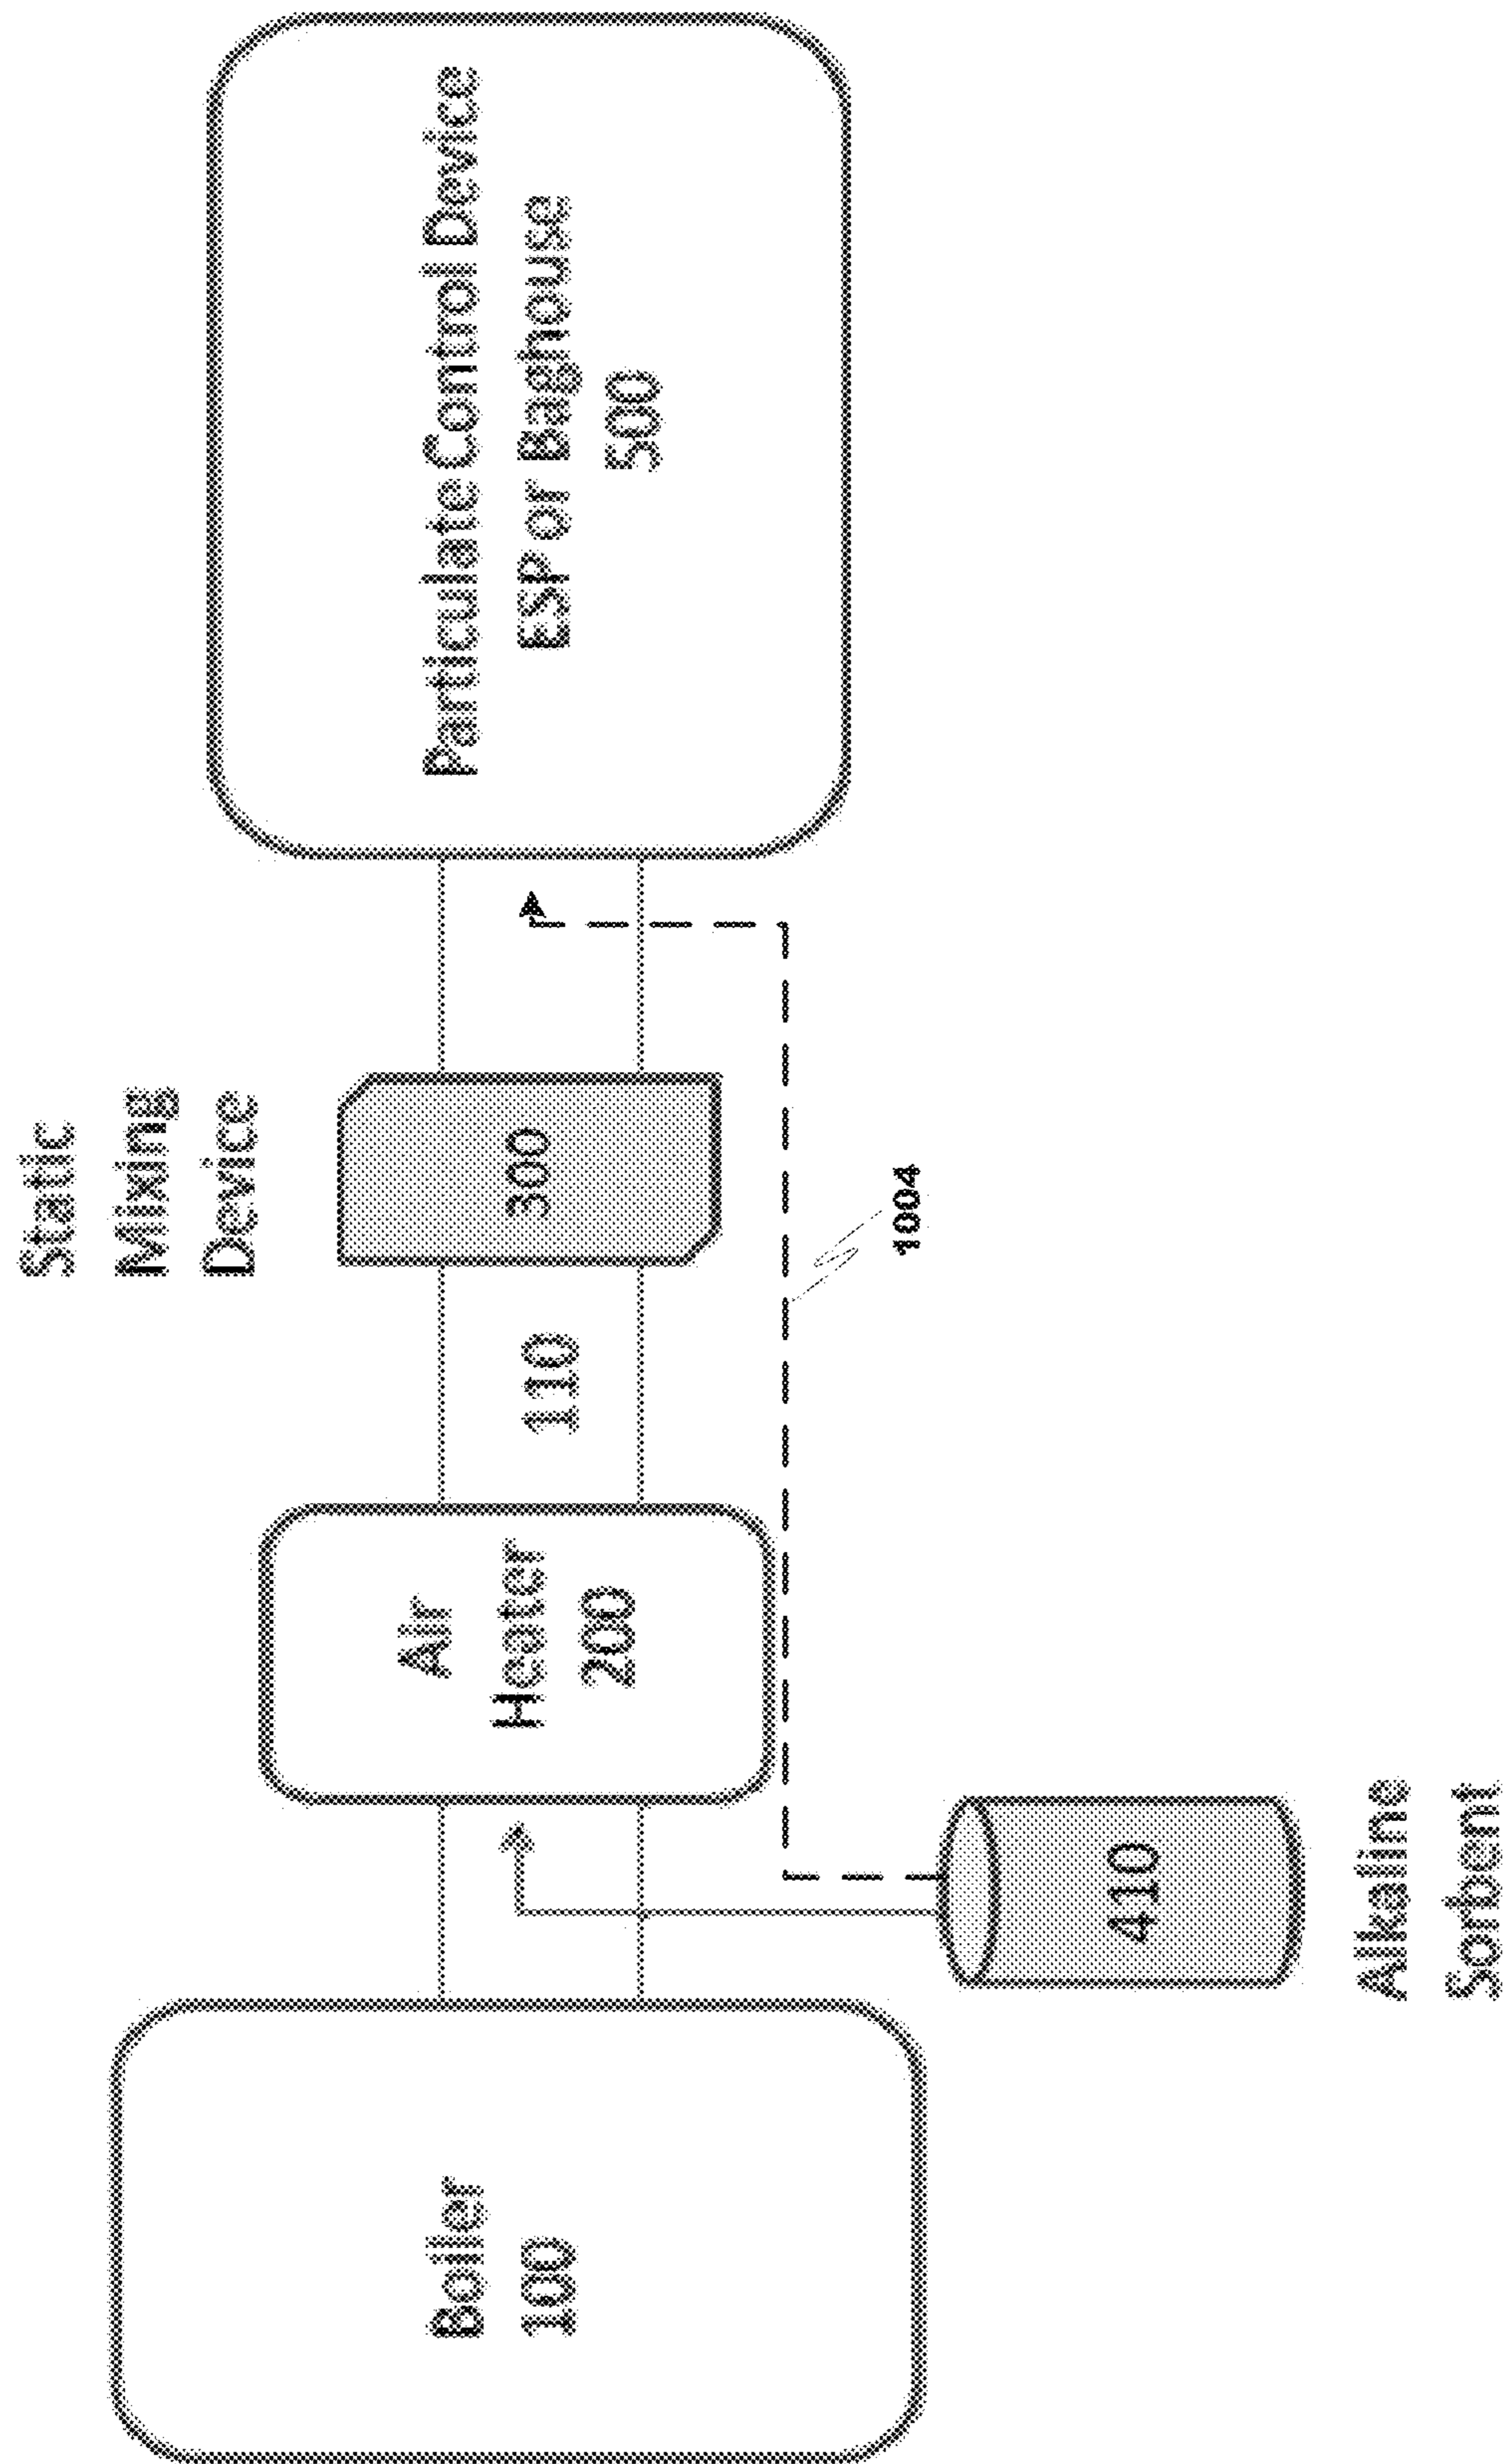 Boiler
100
Air
Heater
200
110
Static
Mixing
Device
300
Particulate Control Device
ESP or Baghouse
500
1004
410
Alkaline
Sorbent